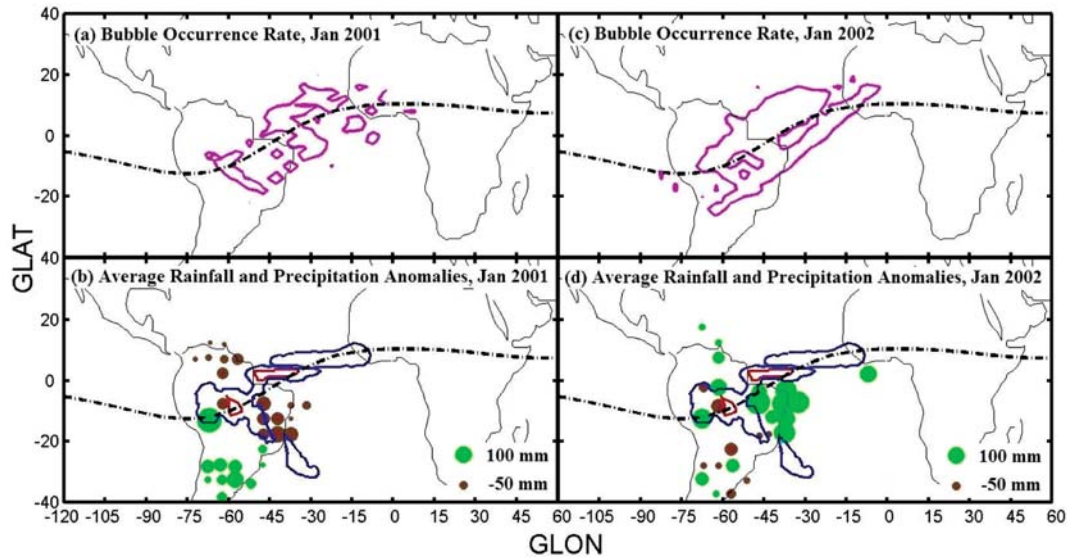 (a) Bubble Occurrence Rate, Jan 2001
(c) Bubble Occurrence Rate, Jan 2002
40
20
0
-20
40
GLAT
(b) Average Rainfall and Precipitation Anomalies, Jan 2001
(d) Average Rainfall and Precipitation Anomalies, Jan 2002
20
0
-20
-40
100 mm
-50 mm
100 mm
-50 mm
-120 -105 -90 -75 -60 -45 -30 -15 0 15 30 45 60 -105 -90 -75 -60 -45 -30 -15 0 15 30 45 60
GLON